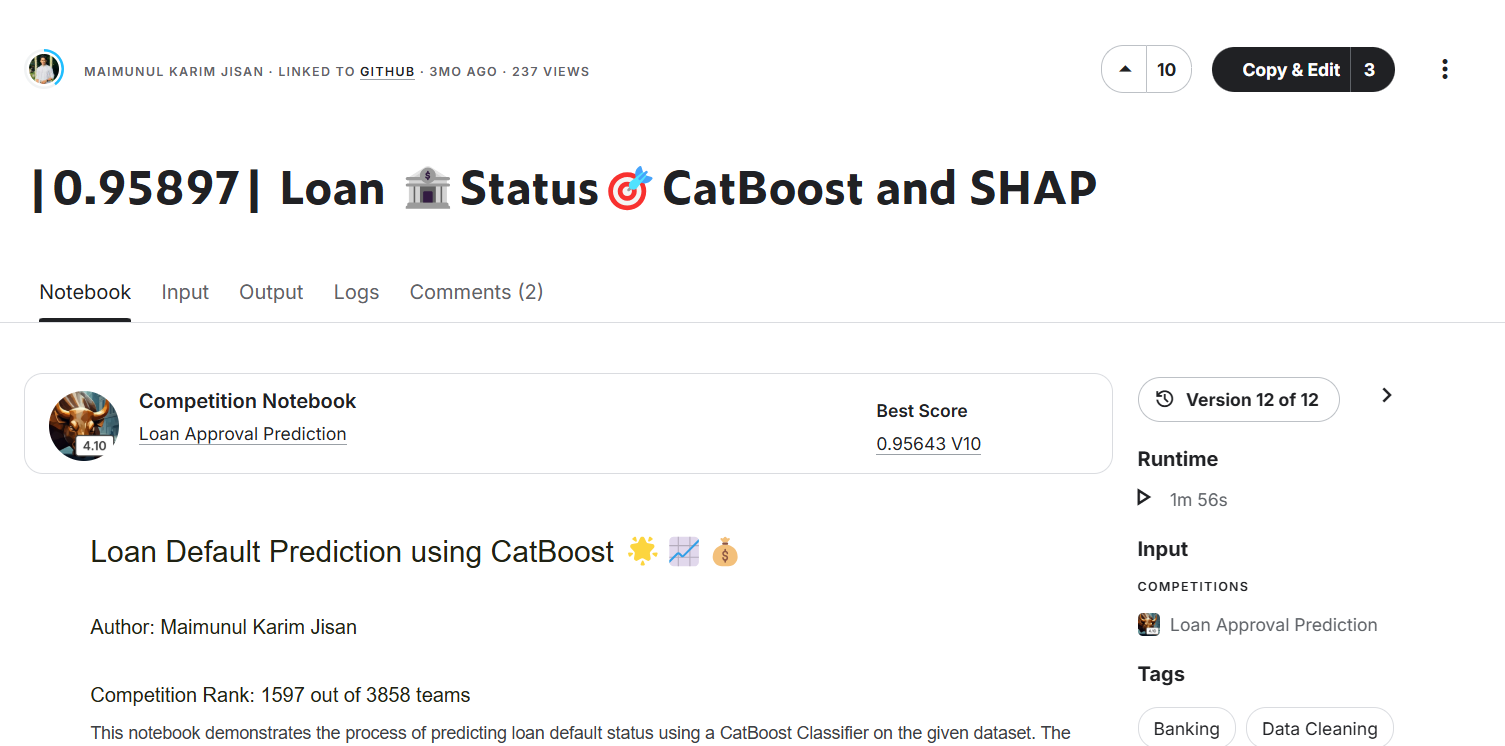 MAIMUNUL KARIM JISAN · LINKED TO GITHUB · 3MO AGO · 237 VIEWS
10
Copy & Edit 3
|0.95897| Loan 🏦 Status🎯 CatBoost and SHAP
Notebook Input Output Logs Comments (2)
4.10
Competition Notebook
Loan Approval Prediction
Best Score
0.95643 V10
Version 12 of 12
Runtime
1m 56s
Input
COMPETITIONS
Loan Approval Prediction
Tags
Banking Data Cleaning
Loan Default Prediction using CatBoost 🌟 📈 💰
Author: Maimunul Karim Jisan
Competition Rank: 1597 out of 3858 teams
This notebook demonstrates the process of predicting loan default status using a CatBoost Classifier on the given dataset. The